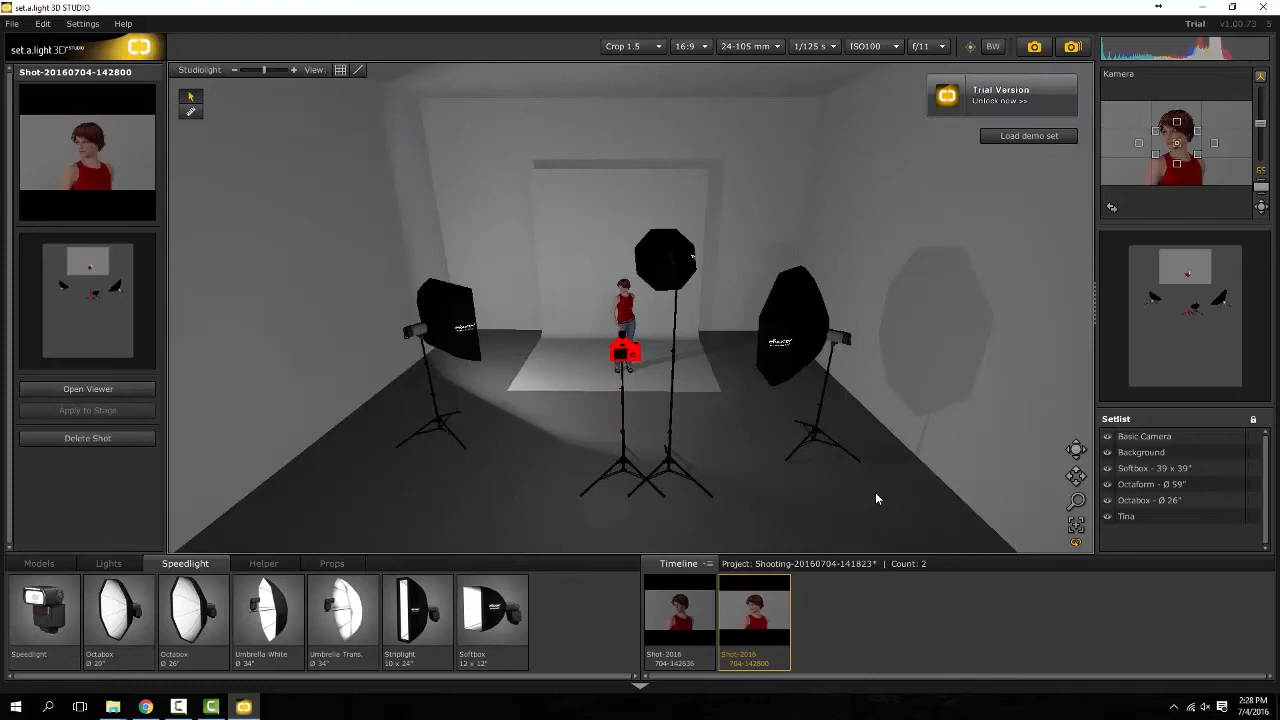 set.a.light 3D STUDIO
File Edit Settings Help
Trial v1.00.73 5
set.a.light 3D STUDIO
Crop 1.5 16:9 24-105 mm 1/125 s ISO100 f/11 BW
Shot-20160704-142800
Studiolight View:
Kamera
Trial Version
Unlock now >>
Load demo set
65
Open Viewer
Apply to Stage
Delete Shot
Setlist
Basic Camera
Background
Softbox - 39 x 39"
Octaform - Ø 59"
Octabox - Ø 26"
Tina
Models Lights Speedlight Helper Props
Timeline Project: Shooting-20160704-141823* | Count: 2
Speedlight
Octabox
Ø 20"
Octabox
Ø 26"
Umbrella White
Ø 34"
Umbrella Trans.
Ø 34"
Striplight
10 x 24"
Softbox
12 x 12"
Shot-2016
704-142636
Shot-2016
704-142800
2:28 PM
7/4/2016